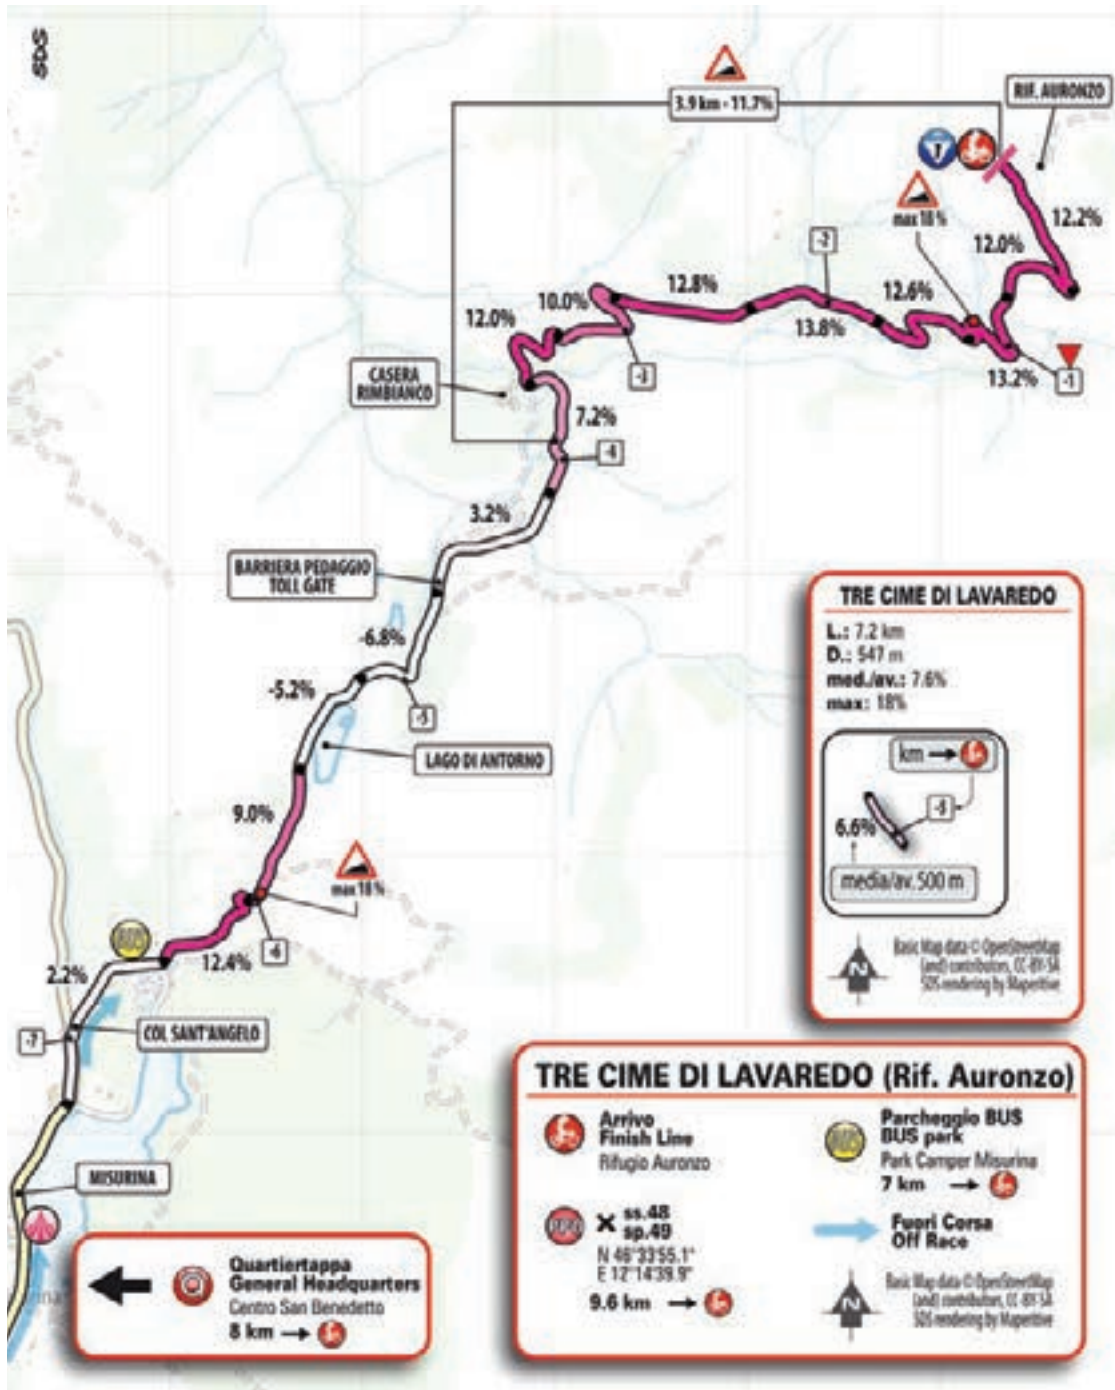 SDS
3.9 km - 11.7%
RIF. AURONZO
max 18%
12.2%
12.0%
-2
12.8%
10.0%
12.6%
12.0%
13.8%
CASERA
RIMBIANCO
-3
13.2%
-1
7.2%
-4
3.2%
BARRIERA PEDAGGIO
TOLL GATE
-6.8%
-5.2%
-5
LAGO DI ANTORNO
9.0%
max 18%
-6
12.4%
BUS
2.2%
-7
COL SANT'ANGELO
MISURINA
TRE CIME DI LAVAREDO
L.: 7.2 km
D.: 547 m
med./av.: 7.6%
max: 18%
km
6.6%
media/av. 500 m
N
Basic Map data © OpenStreetMap
(and) contributors, CC-BY-SA
SDS rendering by Maperitive
Quartiertappa
General Headquarters
Centro San Benedetto
8 km
TRE CIME DI LAVAREDO (Rif. Auronzo)
Arrivo
Finish Line
Rifugio Auronzo
PPO
ss.48
sp.49
N 46°33'55.1"
E 12°14'39.9"
9.6 km
BUS
Parcheggio BUS
BUS park
Park Camper Misurina
7 km
Fuori Corsa
Off Race
N
Basic Map data © OpenStreetMap
(and) contributors, CC-BY-SA
SDS rendering by Maperitive